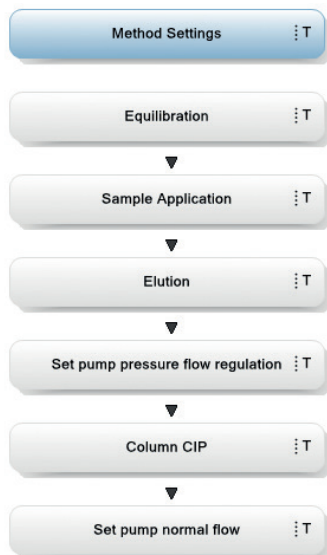 Method Settings T
Equilibration T
Sample Application T
Elution T
Set pump pressure flow regulation T
Column CIP T
Set pump normal flow T